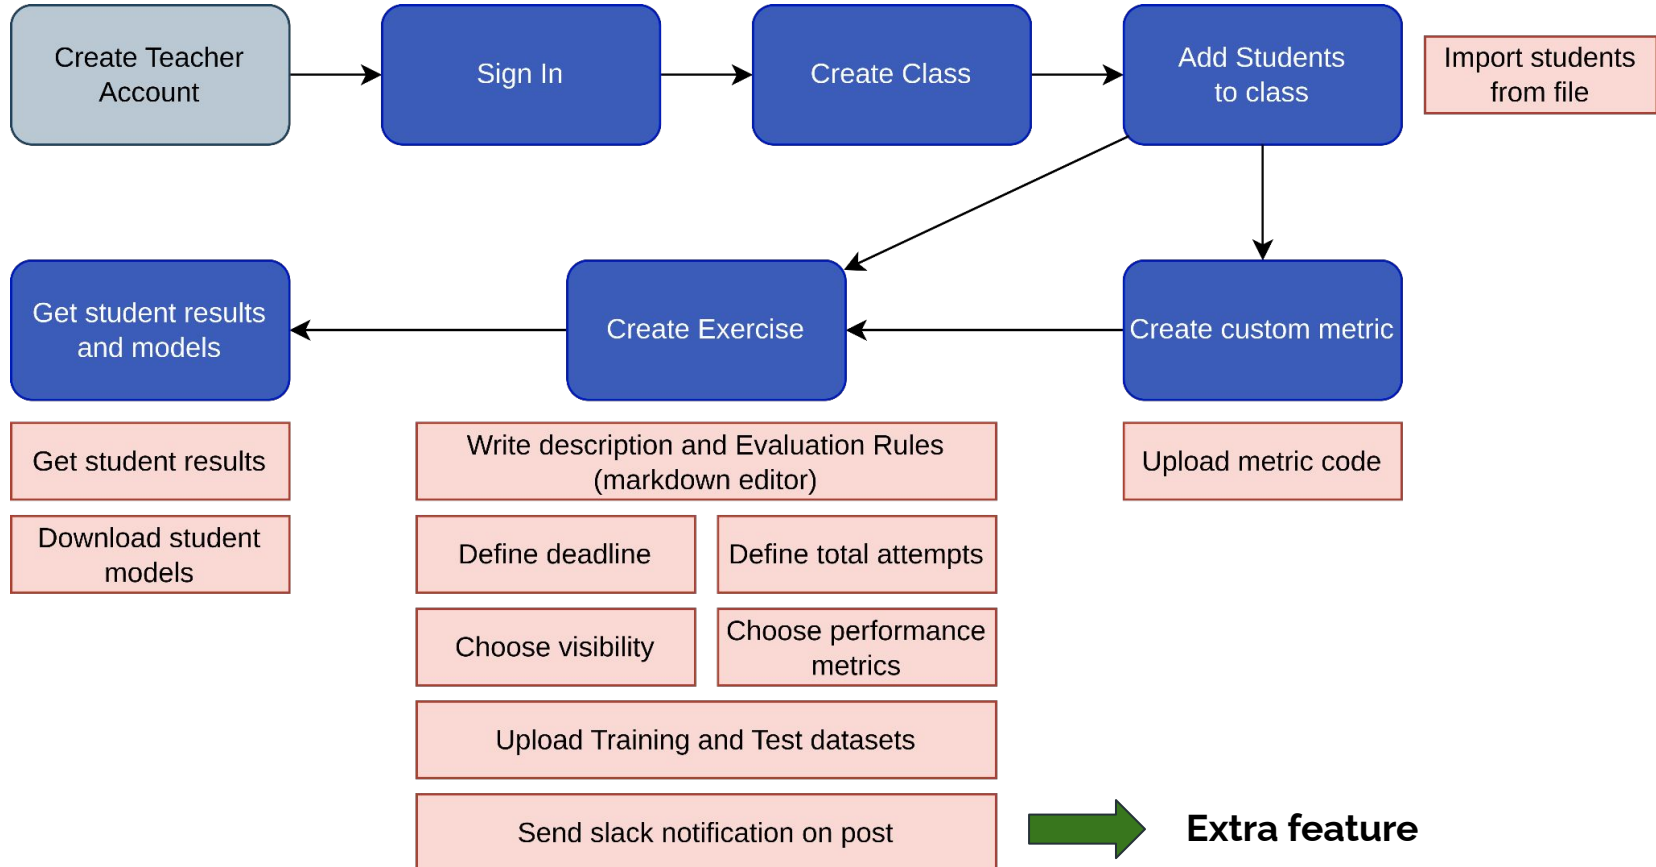 Create Teacher
Account
Sign In
Create Class
Add Students
to class
Import students
from file
Get student results
and models
Create Exercise
Create custom metric
Get student results
Download student
models
Write description and Evaluation Rules
(markdown editor)
Define deadline
Define total attempts
Choose visibility
Choose performance
metrics
Upload Training and Test datasets
Send slack notification on post
Upload metric code
Extra feature